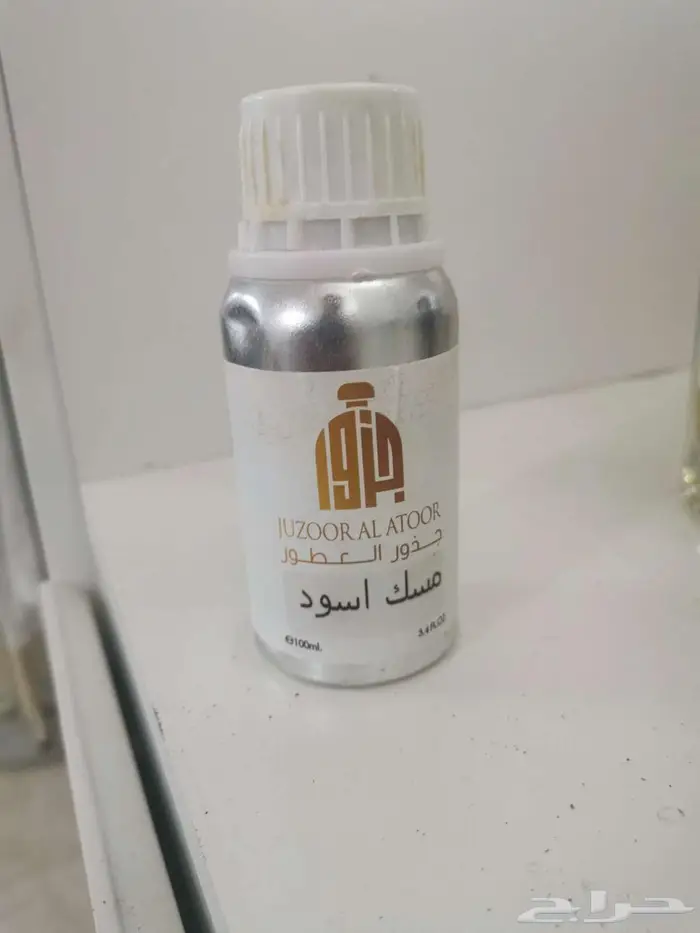 جذور
JUZOOR AL ATOOR
جذور العطور
مسك اسود
℮100ml.
3.4 FL.OZ
حراج